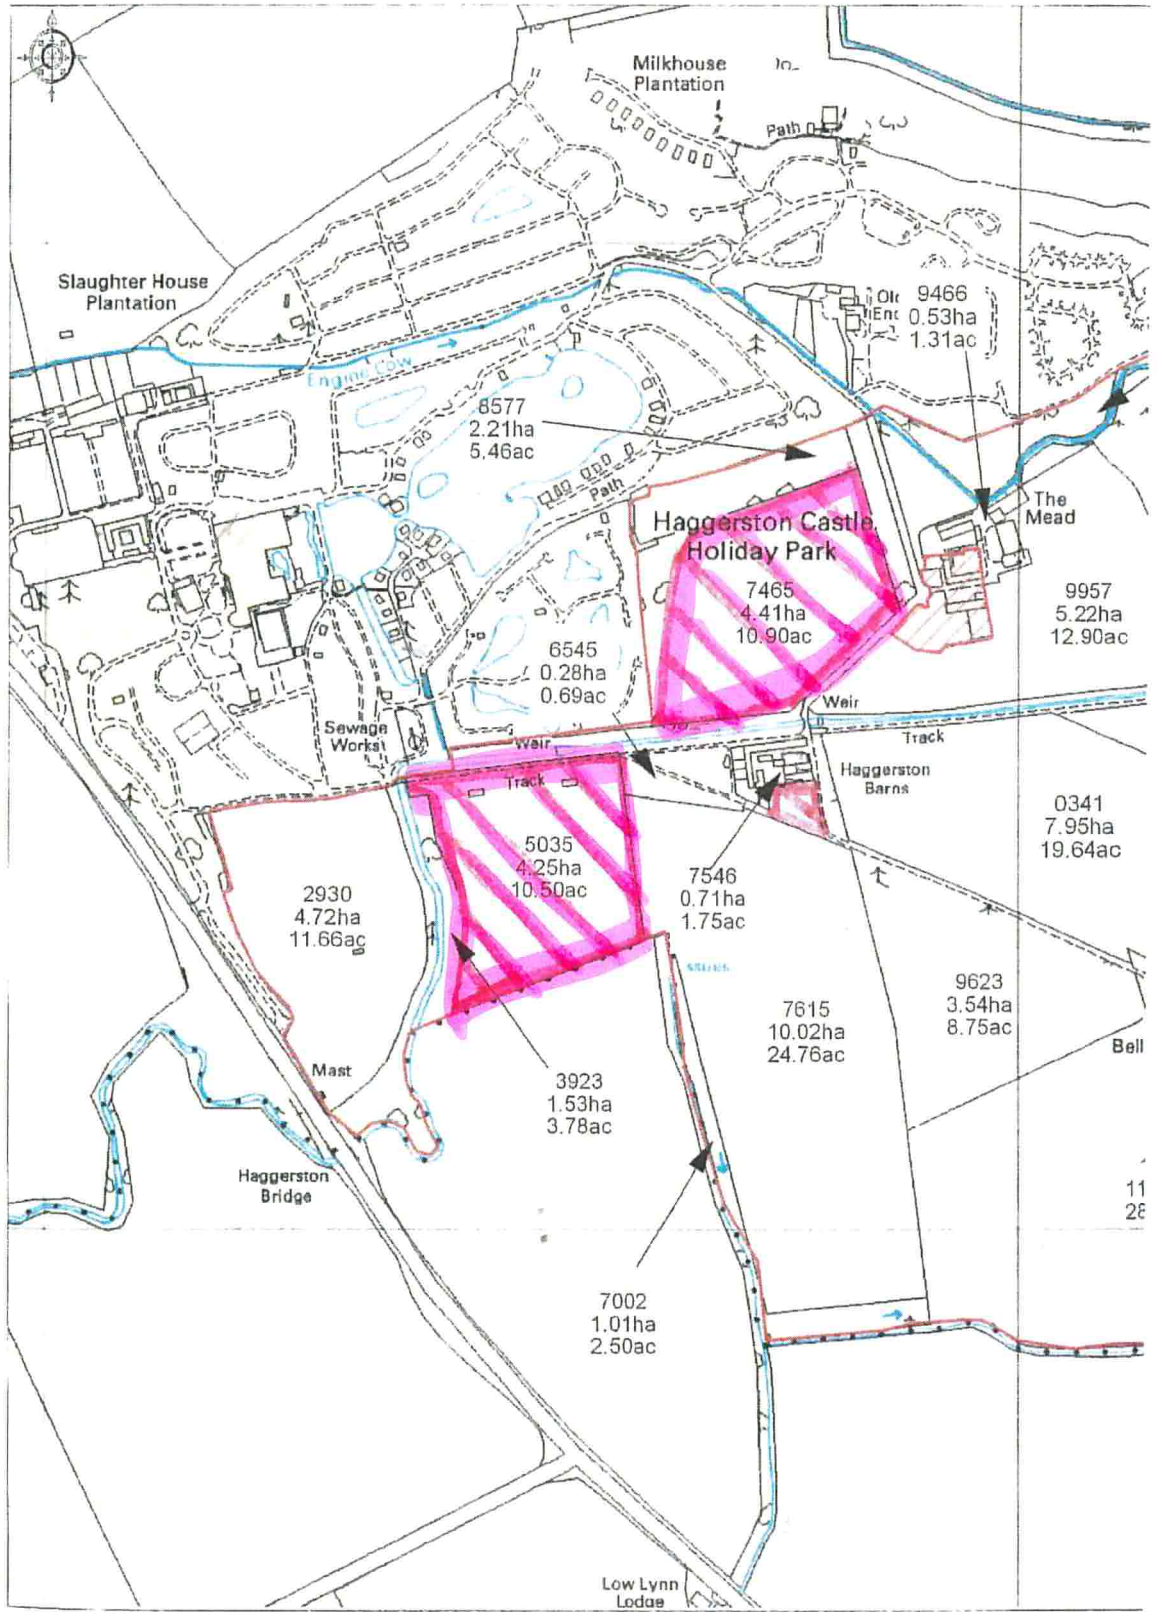 Milkhouse
Plantation
Path
Slaughter House
Plantation
9466
0.53ha
1.31ac
Engine Cow
8577
2.21ha
5.46ac
Path
The
Mead
Haggerston Castle
Holiday Park
7465
4.41ha
10.90ac
9957
5.22ha
12.90ac
6545
0.28ha
0.69ac
Weir
Sewage
Works
Weir
Track
Track
Haggerston
Barns
0341
7.95ha
19.64ac
5035
4.25ha
10.50ac
7546
0.71ha
1.75ac
2930
4.72ha
11.66ac
7615
10.02ha
24.76ac
9623
3.54ha
8.75ac
Bell
Mast
3923
1.53ha
3.78ac
Haggerston
Bridge
11
28
7002
1.01ha
2.50ac
Low Lynn
Lodge